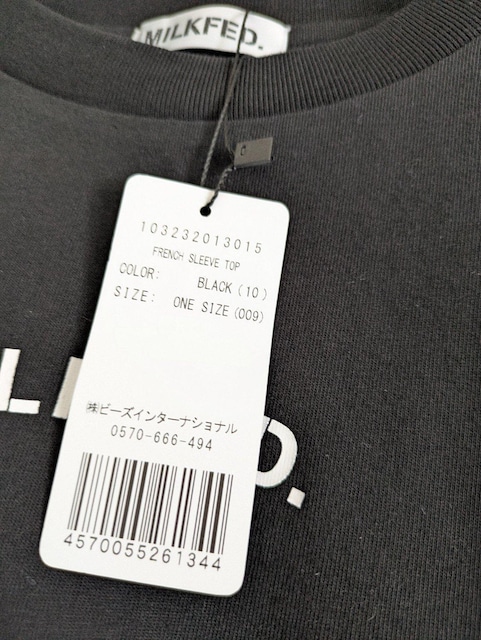 MILKFED.
103232013015
FRENCH SLEEVE TOP
COLOR: BLACK(10)
SIZE: ONE SIZE(009)
㈱ビーズインターナショナル
0570-666-494
4570055261344
L
D.